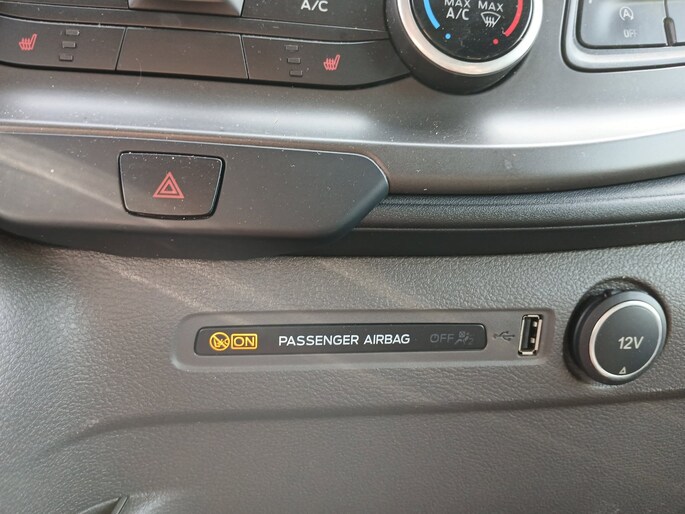 A/C
MAX
A/C
MAX
ON PASSENGER AIRBAG OFF
12V